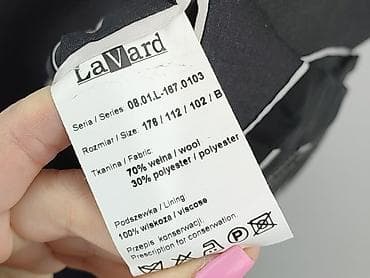 LaVard
Seria / Series 08.01.L-187.0103
Rozmiar / Size: 178 / 112 / 102 / B
Tkanina / Fabric:
70% wełna / wool
30% polyester / polyester
Podszewka / Lining
100% wiskoza / viscose
Przepis konserwacji.
Prescription for conservation.